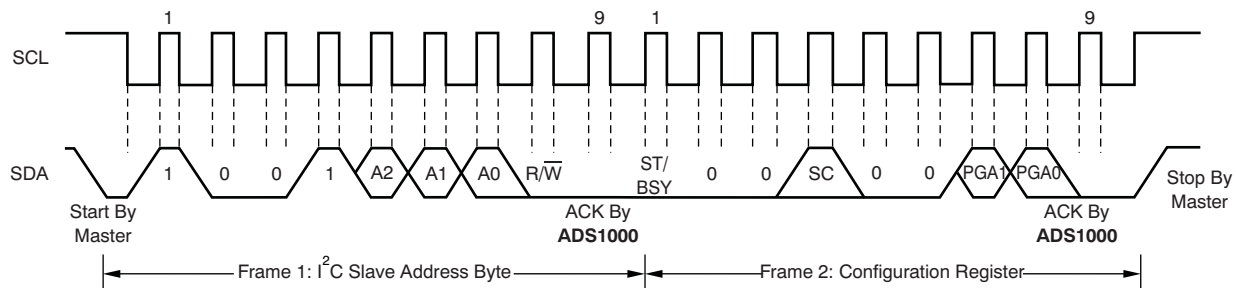 1 9 1 9
SCL
SDA 1 0 0 1 A2 A1 A0 R/W ST/BSY 0 0 SC 0 0 PGA1 PGA0
Start By
Master
ACK By
ADS1000
ACK By
ADS1000
Stop By
Master
Frame 1: I²C Slave Address Byte
Frame 2: Configuration Register